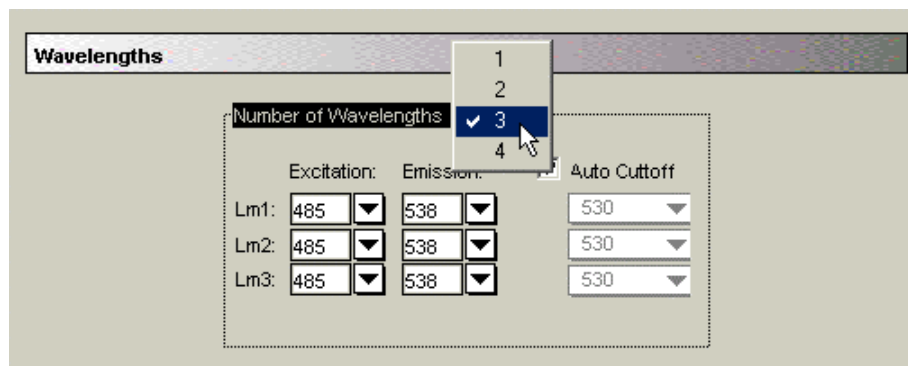 Wavelengths
1
2
Number of Wavelengths
3
4
Excitation: Emission: Auto Cuttoff
Lm1: 485 538 530
Lm2: 485 538 530
Lm3: 485 538 530